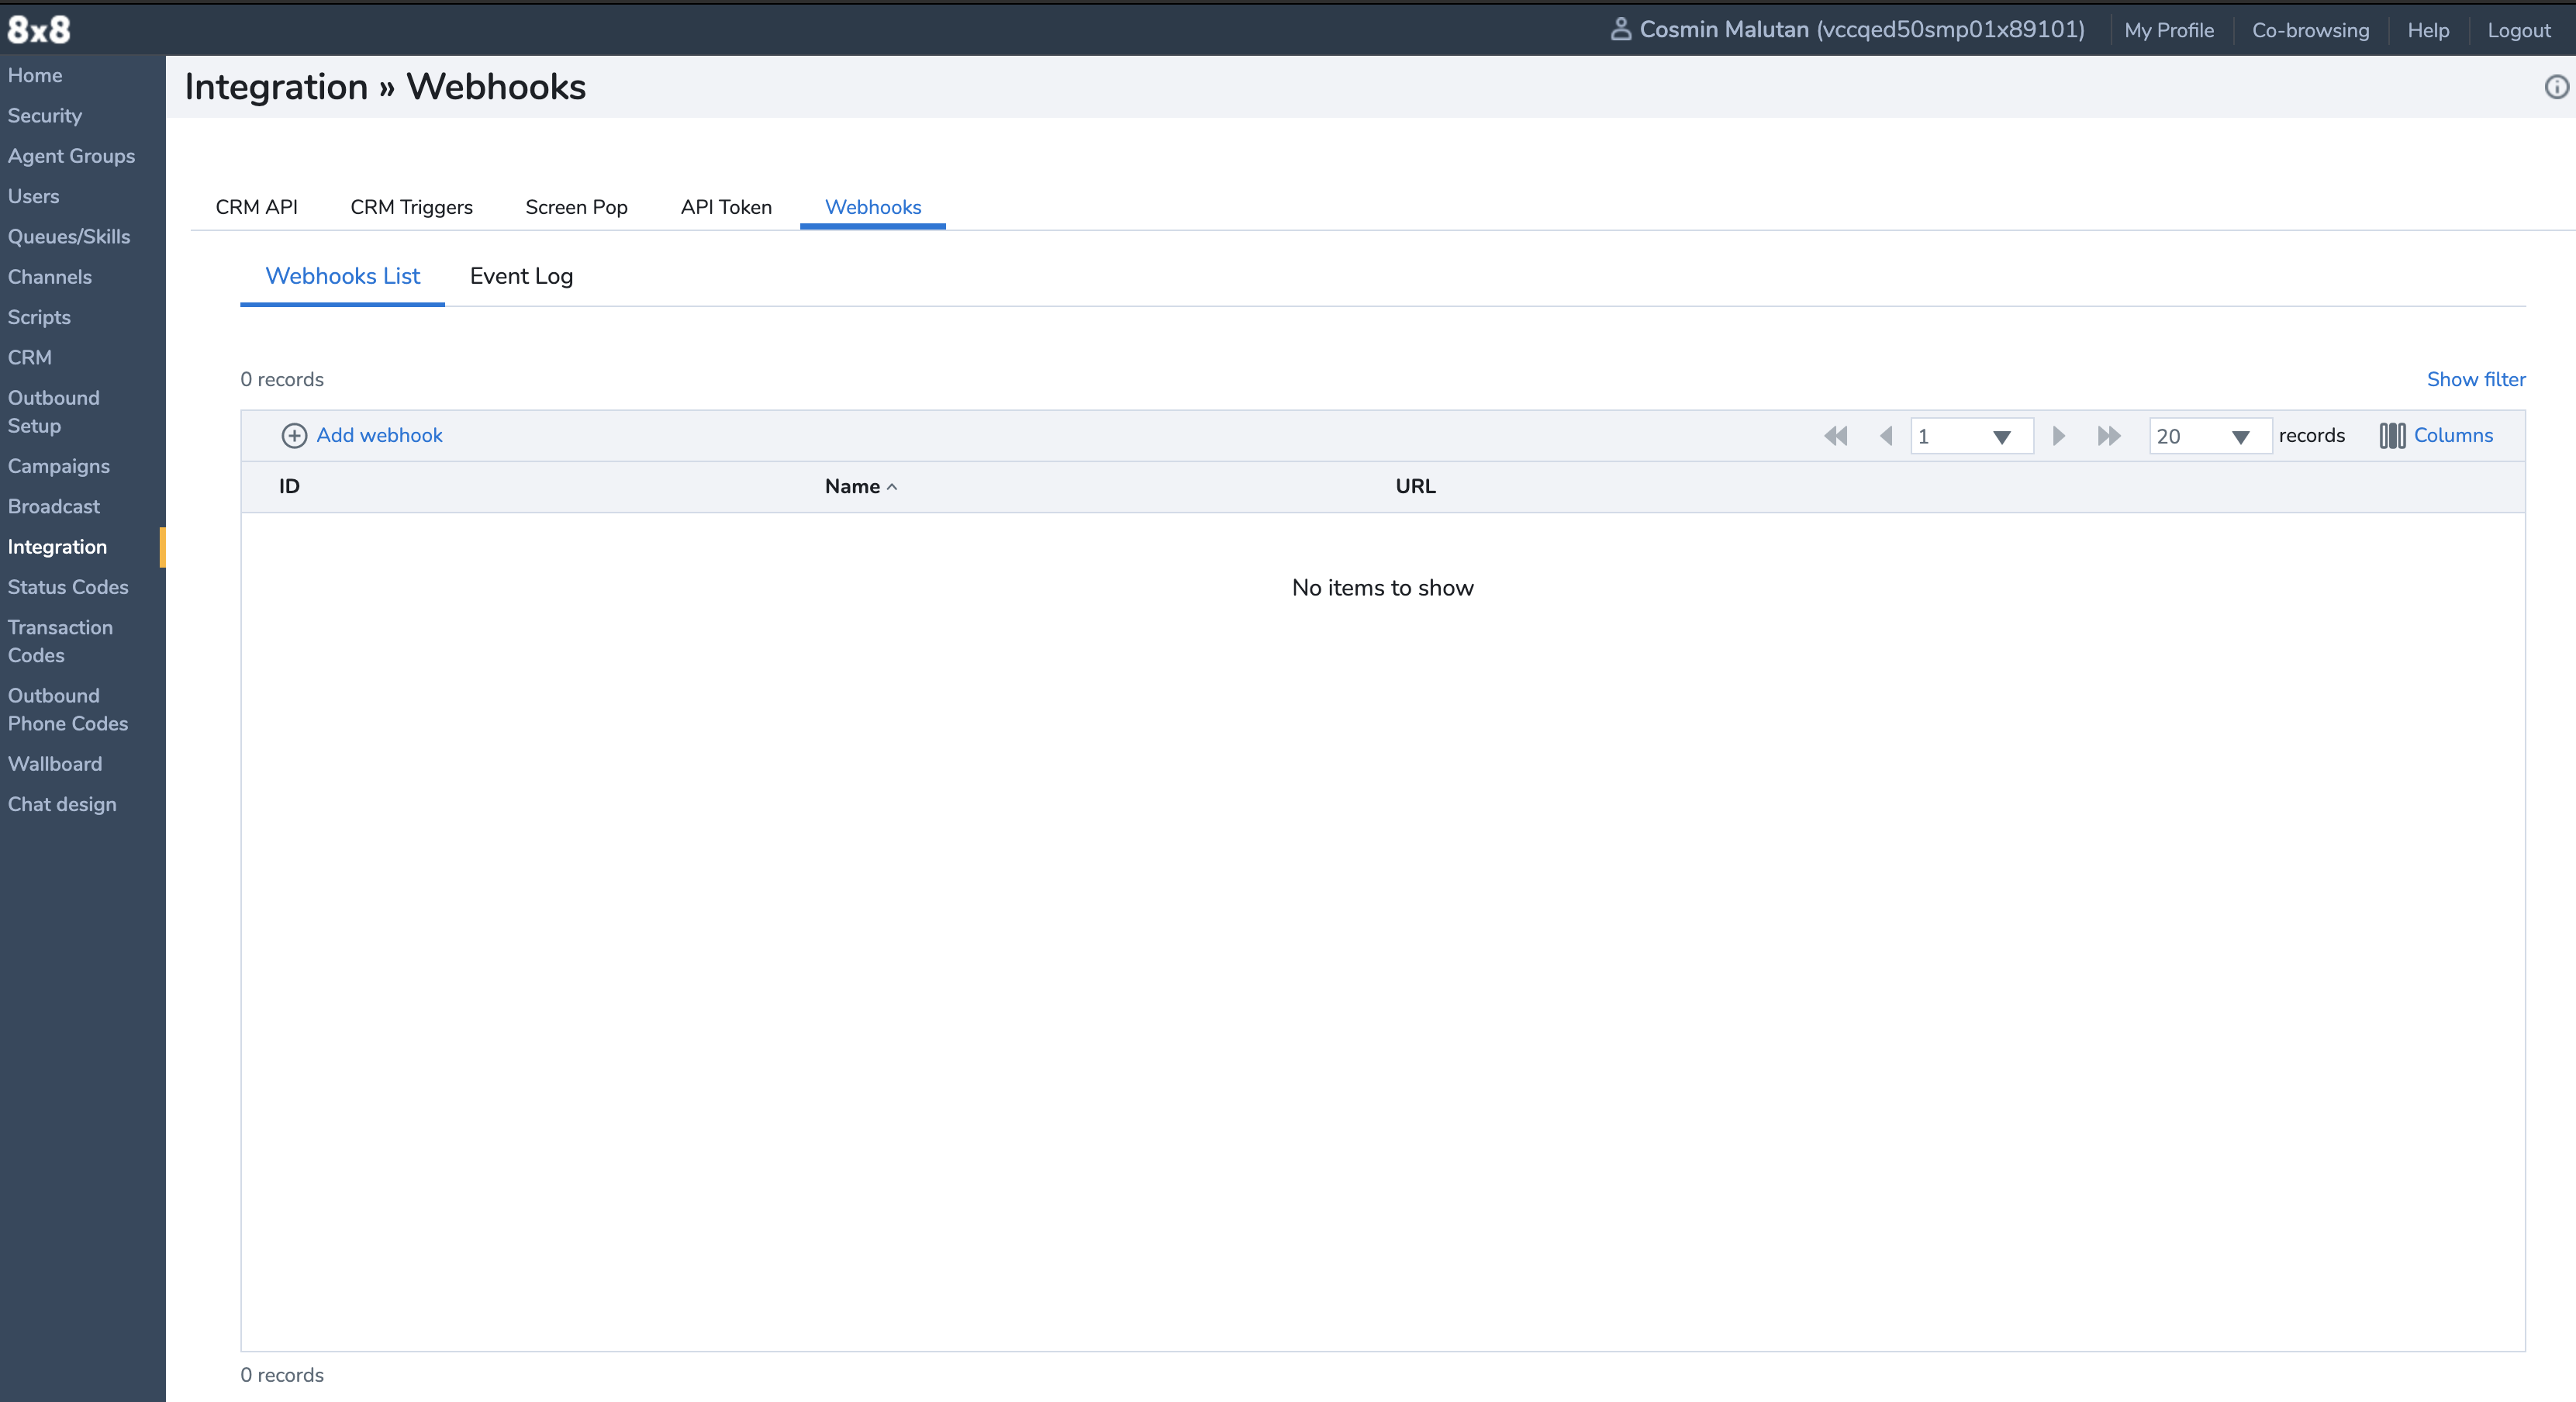 8x8
Cosmin Malutan (vccqed50smp01x89101)
My Profile
Co-browsing
Help
Logout
Home
Security
Agent Groups
Users
Queues/Skills
Channels
Scripts
CRM
Outbound
Setup
Campaigns
Broadcast
Integration
Status Codes
Transaction
Codes
Outbound
Phone Codes
Wallboard
Chat design
Integration » Webhooks
CRM API
CRM Triggers
Screen Pop
API Token
Webhooks
Webhooks List
Event Log
0 records
Show filter
Add webhook
1
20
records
Columns
ID
Name
URL
No items to show
0 records